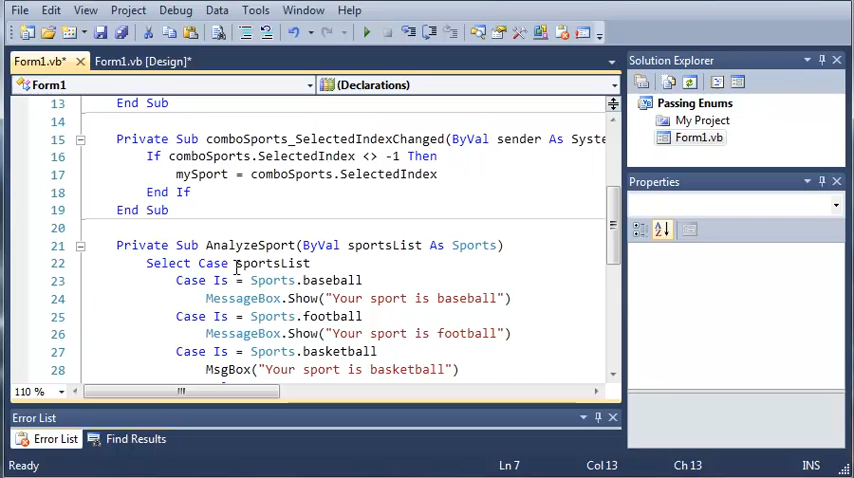 File Edit View Project Debug Data Tools Window Help
Form1.vb* Form1.vb [Design]*
Form1 (Declarations)
13 End Sub
14
15 Private Sub comboSports_SelectedIndexChanged(ByVal sender As Syste
16 If comboSports.SelectedIndex <> -1 Then
17 mySport = comboSports.SelectedIndex
18 End If
19 End Sub
20
21 Private Sub AnalyzeSport(ByVal sportsList As Sports)
22 Select Case sportsList
23 Case Is = Sports.baseball
24 MessageBox.Show("Your sport is baseball")
25 Case Is = Sports.football
26 MessageBox.Show("Your sport is football")
27 Case Is = Sports.basketball
28 MsgBox("Your sport is basketball")
110 %
Solution Explorer
Passing Enums
My Project
Form1.vb
Properties
Error List
Error List Find Results
Ready Ln 7 Col 13 Ch 13 INS